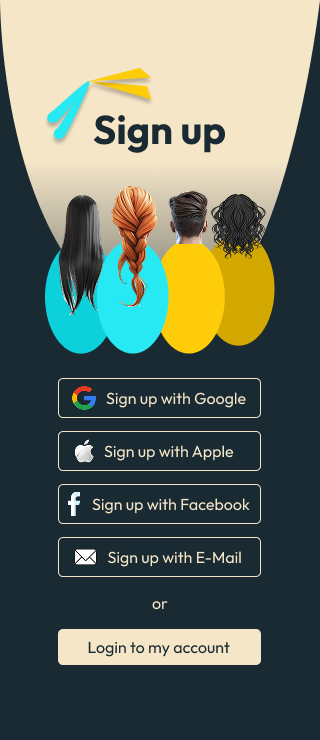 Sign up
Sign up with Google
Sign up with Apple
Sign up with Facebook
Sign up with E-Mail
or
Login to my account